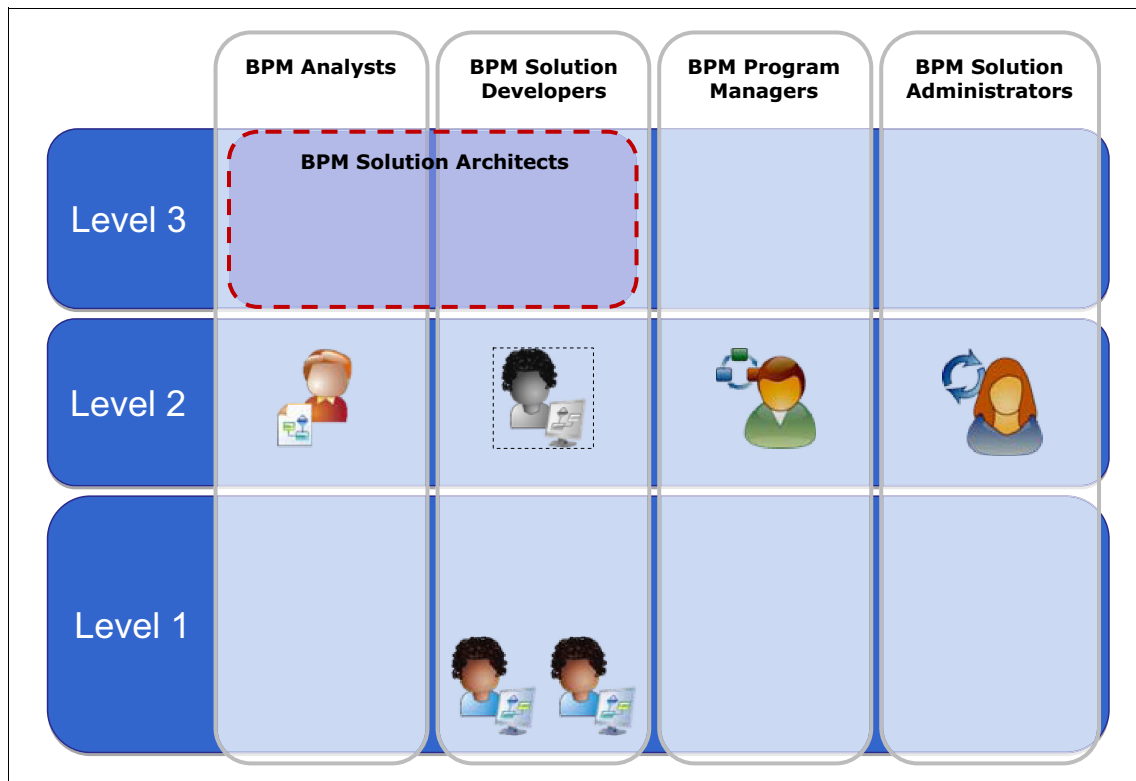 BPM Analysts
BPM Solution
Developers
BPM Program
Managers
BPM Solution
Administrators
BPM Solution Architects
Level 3
Level 2
Level 1